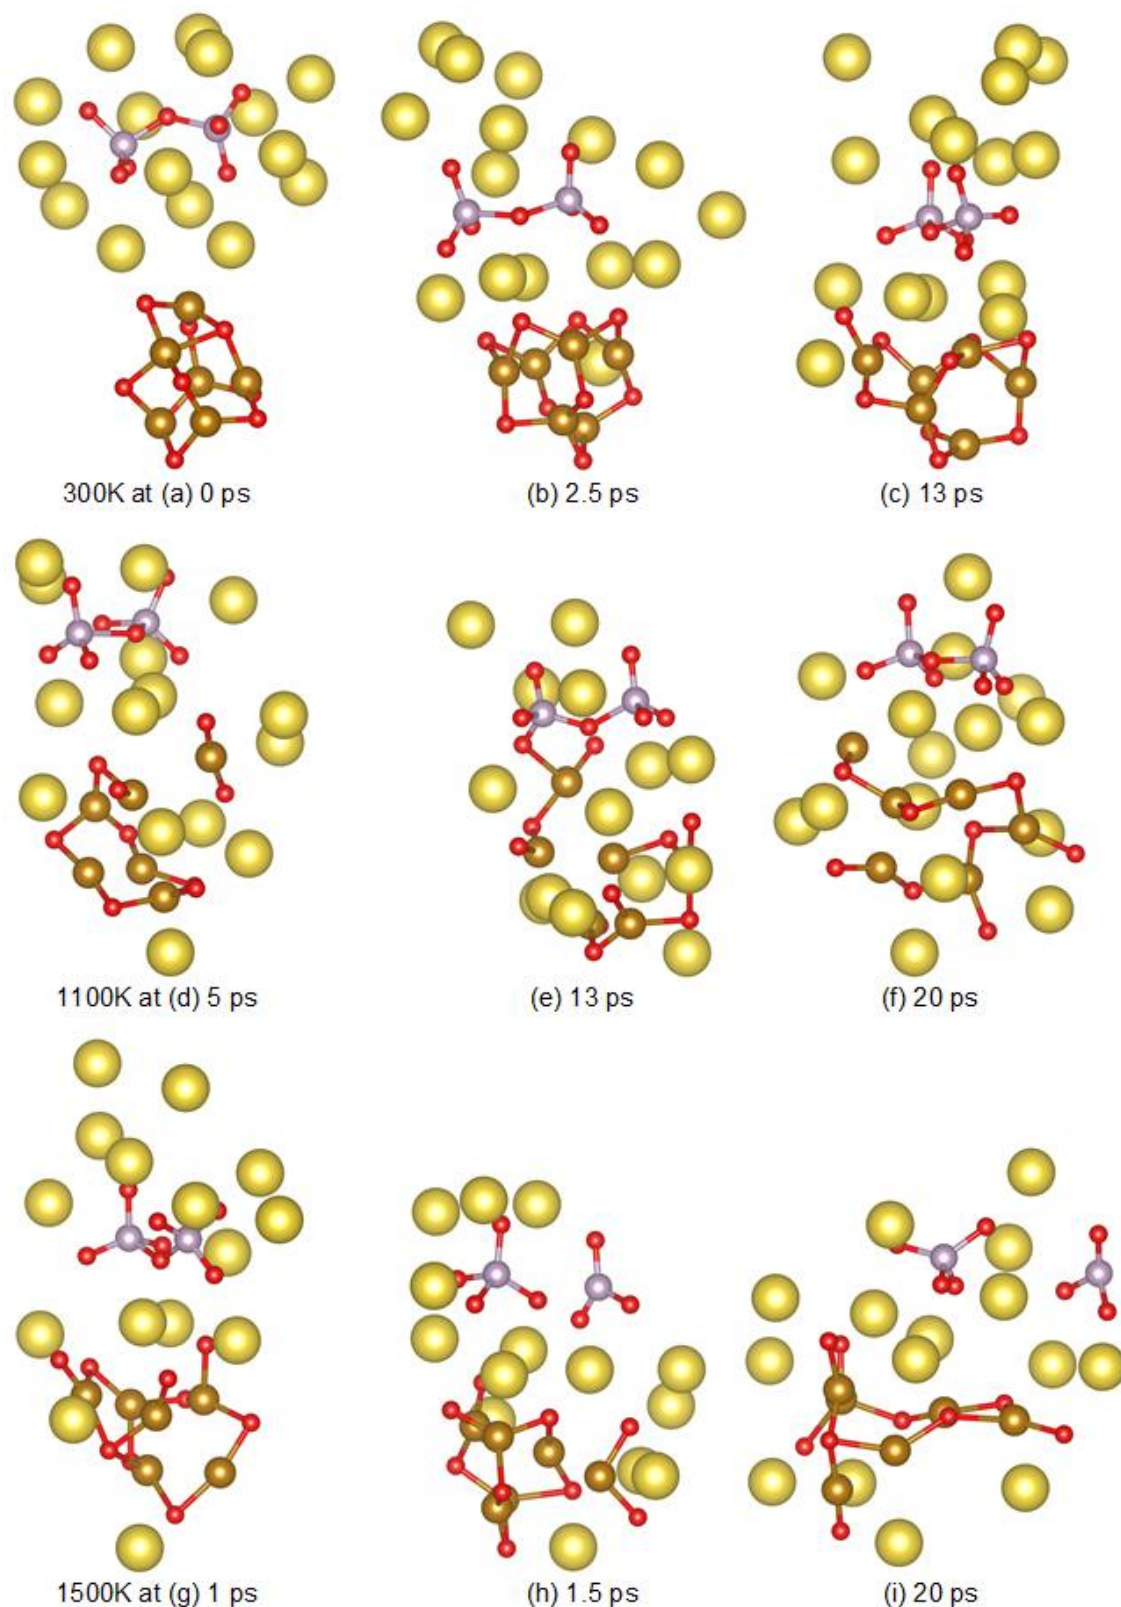 300K at (a) 0 ps
(b) 2.5 ps
(c) 13 ps
1100K at (d) 5 ps
(e) 13 ps
(f) 20 ps
1500K at (g) 1 ps
(h) 1.5 ps
(i) 20 ps